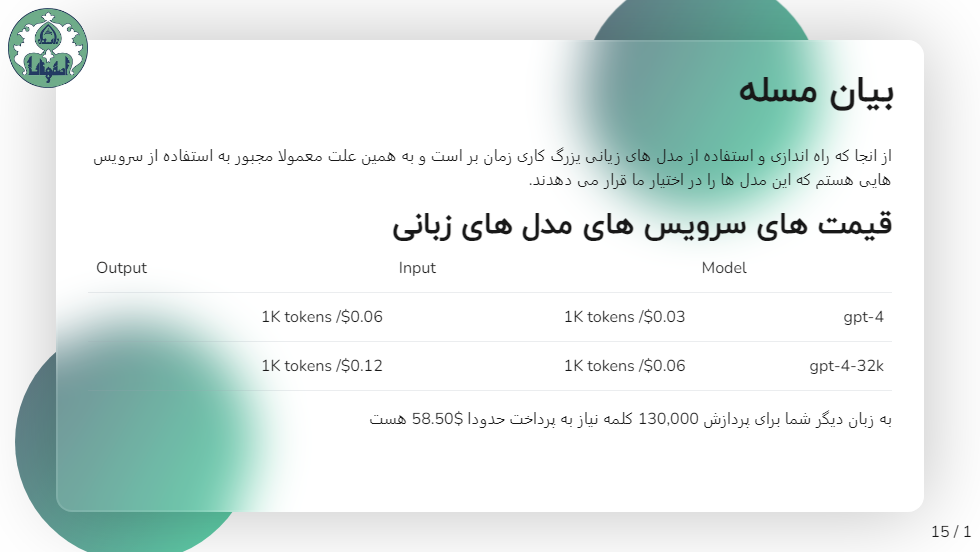 بیان مسله
از انجا که راه اندازی و استفاده از مدل های زیانی یزرگ کاری زمان بر است و به همین علت معمولا مجبور به استفاده از سرویس
هایی هستم که این مدل ها را در اختیار ما قرار می دهدند.
قیمت های سرویس های مدل های زبانی
Model Input Output
gpt-4 1K tokens /$0.03 1K tokens /$0.06
gpt-4-32k 1K tokens /$0.06 1K tokens /$0.12
به زبان دیگر شما برای پردازش 130,000 کلمه نیاز به پرداخت حدودا 58.50$ هست
15 / 1